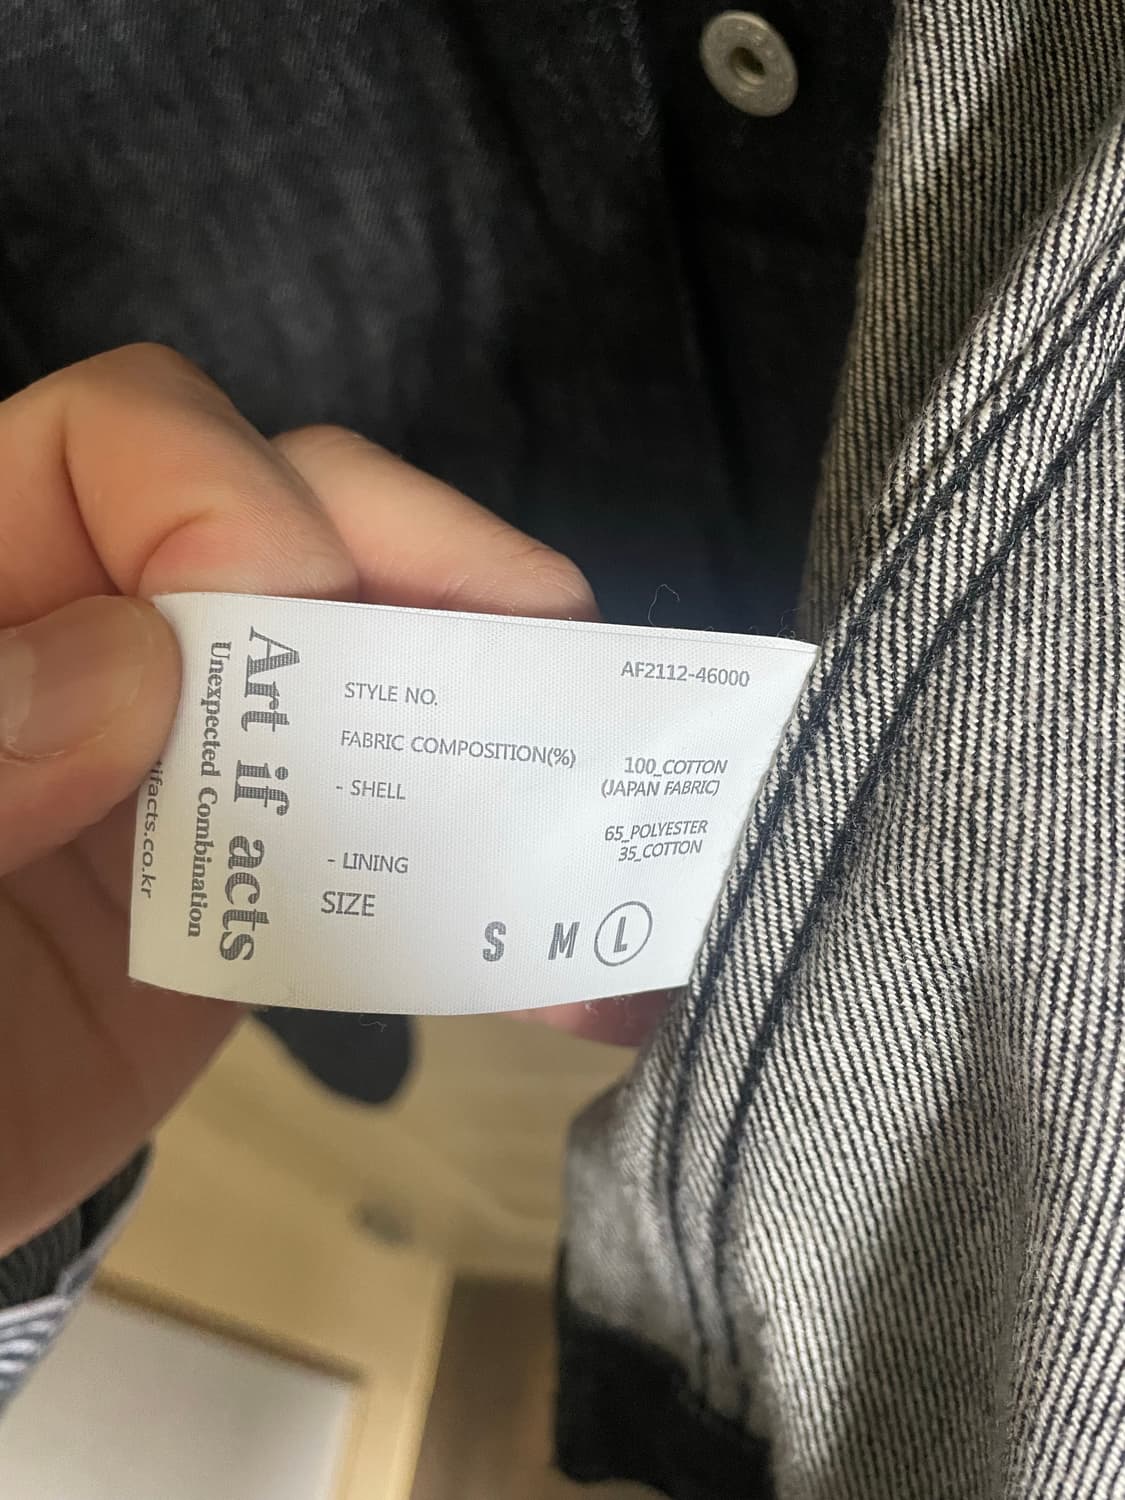 Art if acts
Unexpected Combination
ifacts.co.kr
STYLE NO. AF2112-46000
FABRIC COMPOSITION(%)
- SHELL 100_COTTON
(JAPAN FABRIC)
- LINING 65_POLYESTER
35_COTTON
SIZE
S M L